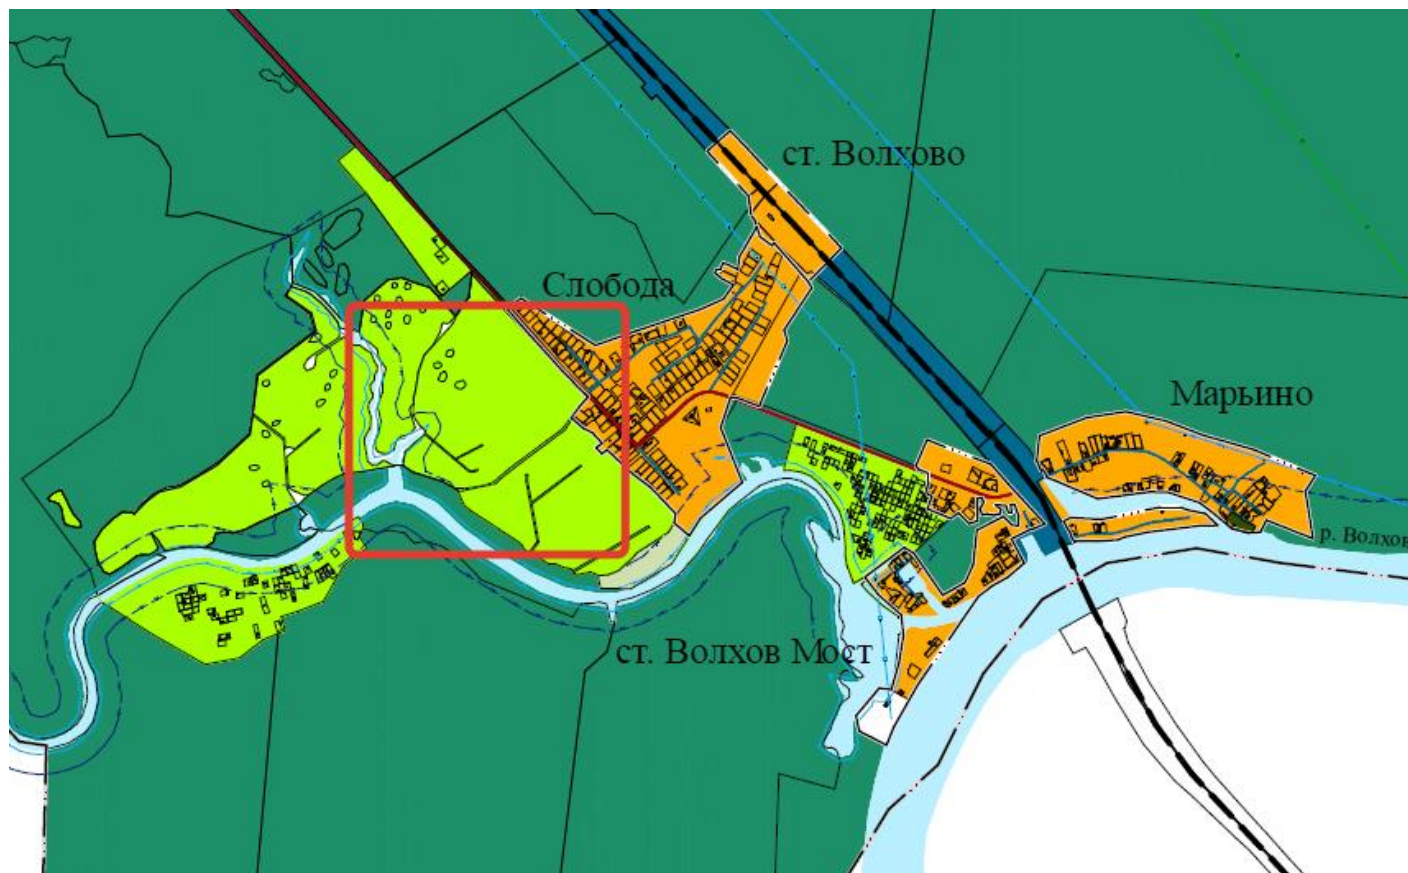 ст. Волхово
Слобода
Марьино
р. Волхов
ст. Волхов Мост